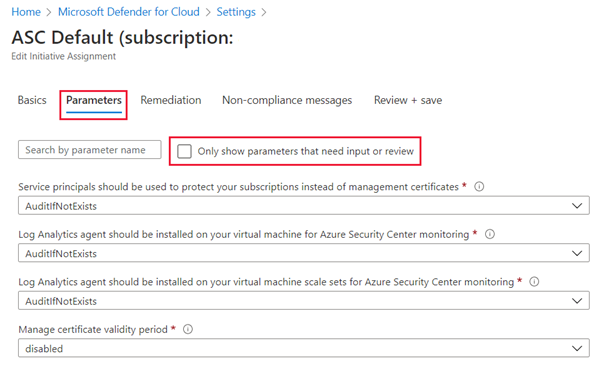 Home > Microsoft Defender for Cloud > Settings >
ASC Default (subscription:
Edit Initiative Assignment
Basics Parameters Remediation Non-compliance messages Review + save
Search by parameter name Only show parameters that need input or review
Service principals should be used to protect your subscriptions instead of management certificates *
AuditIfNotExists
Log Analytics agent should be installed on your virtual machine for Azure Security Center monitoring *
AuditIfNotExists
Log Analytics agent should be installed on your virtual machine scale sets for Azure Security Center monitoring *
AuditIfNotExists
Manage certificate validity period *
disabled